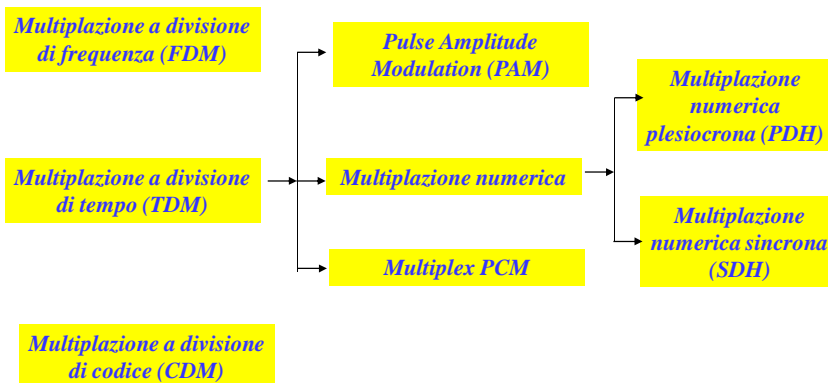 Multiplazione a divisione
di frequenza (FDM)
Pulse Amplitude
Modulation (PAM)
Multiplazione
numerica
plesiocrona (PDH)
Multiplazione a divisione
di tempo (TDM)
Multiplazione numerica
Multiplazione
numerica sincrona
(SDH)
Multiplex PCM
Multiplazione a divisione
di codice (CDM)